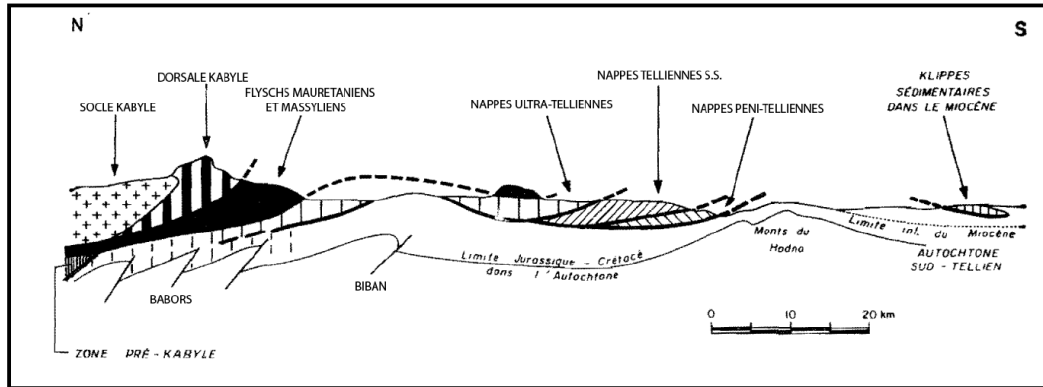 N
S
DORSALE KABYLE
FLYSCHS MAURETANIENS
ET MASSYLIENS
SOCLE KABYLE
NAPPES TELLIENNES S.S.
NAPPES ULTRA-TELLIENNES
NAPPES PENI-TELLIENNES
KLIPPES
SÉDIMENTAIRES
DANS LE MIOCÈNE
Limite Jurassique - Crétacé
dans l'Autochtone
Monts du
Hodna
Limite inf. du Miocène
AUTOCHTONE
SUD - TELLIEN
BABORS
BIBAN
0 10 20 km
ZONE PRÉ - KABYLE